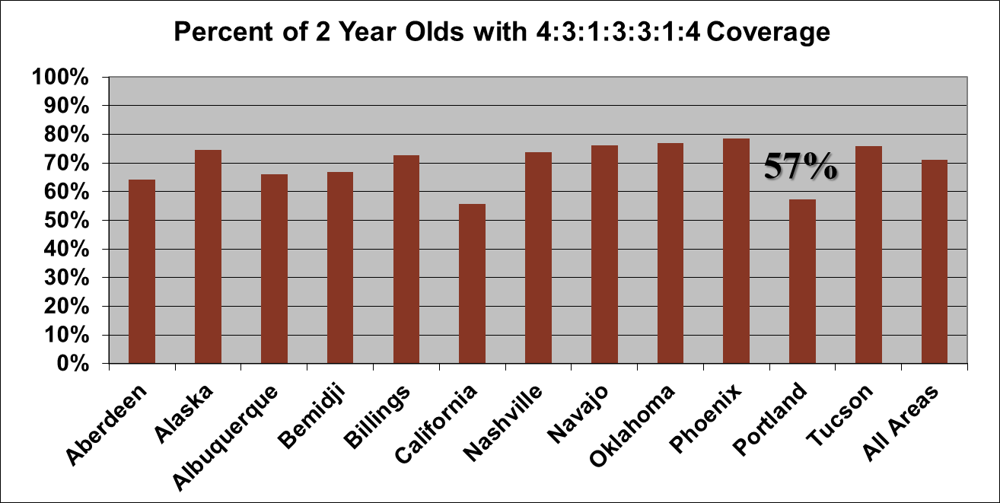 Percent of 2 Year Olds with 4:3:1:3:3:1:4 Coverage
100%
90%
80%
70%
60%
50%
40%
30%
20%
10%
0%
57%
Aberdeen
Alaska
Albuquerque
Bemidji
Billings
California
Nashville
Navajo
Oklahoma
Phoenix
Portland
Tucson
All Areas